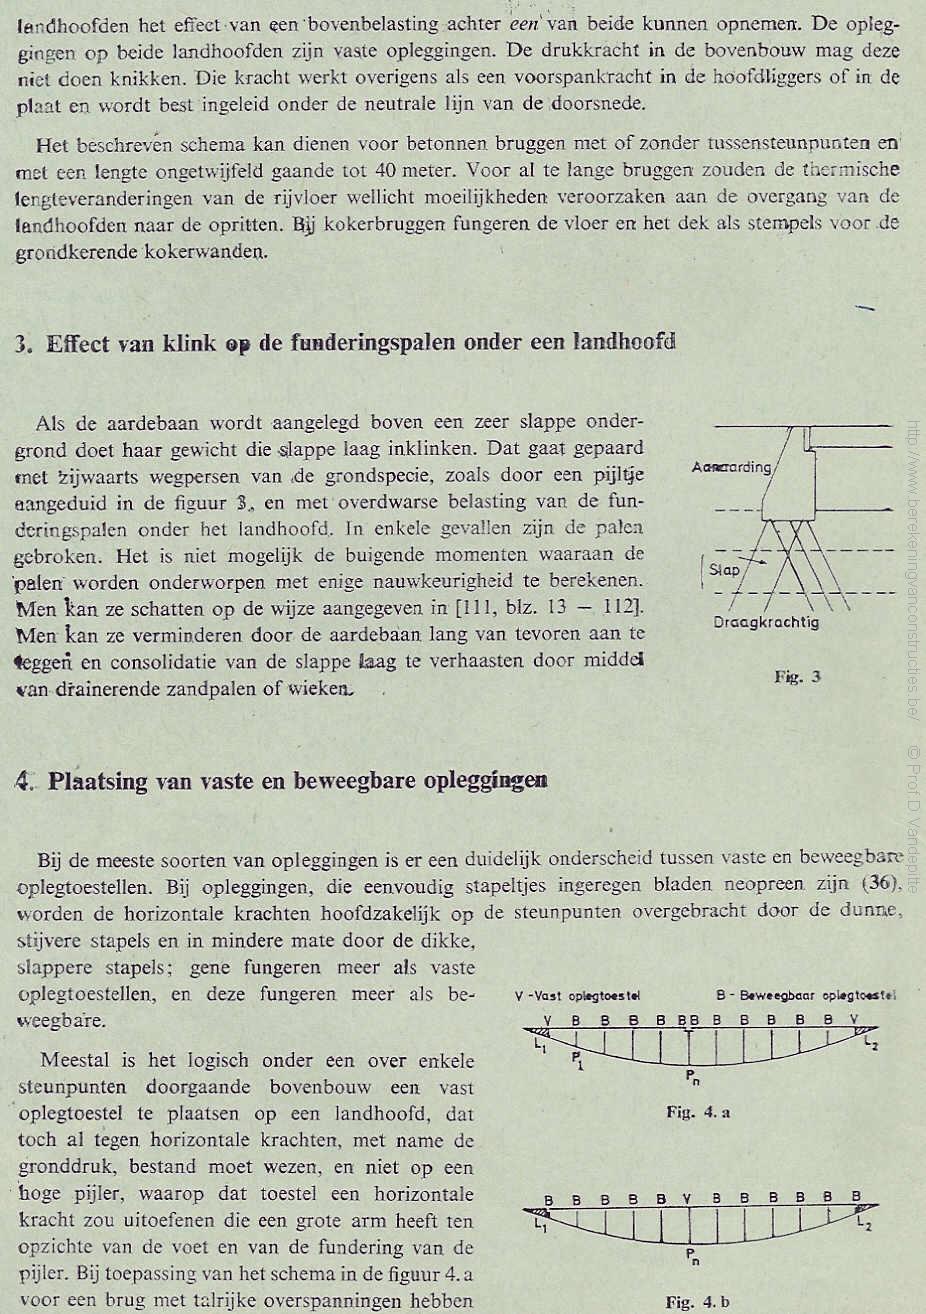 landhoofden het effect van een bovenbelasting achter een van beide kunnen opnemen. De opleg-
gingen op beide landhoofden zijn vaste opleggingen. De drukkracht in de bovenbouw mag deze
niet doen knikken. Die kracht werkt overigens als een voorspankracht in de hoofdliggers of in de
plaat en wordt best ingeleid onder de neutrale lijn van de doorsnede.
Het beschreven schema kan dienen voor betonnen bruggen met of zonder tussensteunpunten en
met een lengte ongetwijfeld gaande tot 40 meter. Voor al te lange bruggen zouden de thermische
lengteveranderingen van de rijvloer wellicht moeilijkheden veroorzaken aan de overgang van de
landhoofden naar de opritten. Bij kokerbruggen fungeren de vloer en het dek als stempels voor de
grondkerende kokerwanden.
3. Effect van klink op de funderingspalen onder een landhoofd
Als de aardebaan wordt aangelegd boven een zeer slappe onder-
grond doet haar gewicht die slappe laag inklinken. Dat gaat gepaard
met zijwaarts wegpersen van de grondspecie, zoals door een pijltje
aangeduid in de figuur 3, en met overdwarse belasting van de fun-
deringspalen onder het landhoofd. In enkele gevallen zijn de palen
gebroken. Het is niet mogelijk de buigende momenten waaraan de
palen worden onderworpen met enige nauwkeurigheid te berekenen.
Men kan ze schatten op de wijze aangegeven in [111, blz. 13 — 112].
Men kan ze verminderen door de aardebaan lang van tevoren aan te
leggen en consolidatie van de slappe laag te verhaasten door middel
van drainerende zandpalen of wieken.
Aanaarding
Slap
Draagkrachtig
Fig. 3
4. Plaatsing van vaste en beweegbare opleggingen
Bij de meeste soorten van opleggingen is er een duidelijk onderscheid tussen vaste en beweegbare
oplegtoestellen. Bij opleggingen, die eenvoudig stapeltjes ingeregen bladen neopreen zijn (36),
worden de horizontale krachten hoofdzakelijk op de steunpunten overgebracht door de dunne,
stijvere stapels en in mindere mate door de dikke,
slappere stapels; gene fungeren meer als vaste
oplegtoestellen, en deze fungeren meer als be-
weegbare.
Meestal is het logisch onder een over enkele
steunpunten doorgaande bovenbouw een vast
oplegtoestel te plaatsen op een landhoofd, dat
toch al tegen horizontale krachten, met name de
gronddruk, bestand moet wezen, en niet op een
hoge pijler, waarop dat toestel een horizontale
kracht zou uitoefenen die een grote arm heeft ten
opzichte van de voet en van de fundering van de
pijler. Bij toepassing van het schema in de figuur 4.a
voor een brug met talrijke overspanningen hebben
V - Vast oplegtoestel B - Beweegbaar oplegtoestel
V B B B B B B B B B B B V
L1 P1 Pn L2
Fig. 4. a
B B B B B V B B B B B B
L1 Pn L2
Fig. 4. b
http://www.berekeningvanconstructies.be/ © Prof D Vandepitte